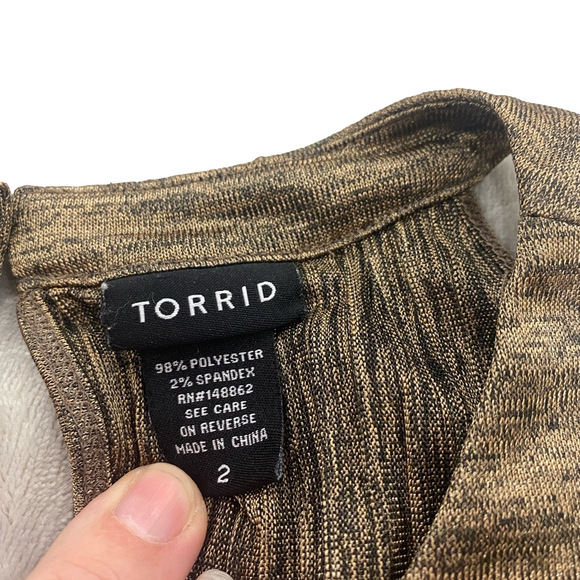 TORRID
98% POLYESTER
2% SPANDEX
RN#148862
SEE CARE
ON REVERSE
MADE IN CHINA
2